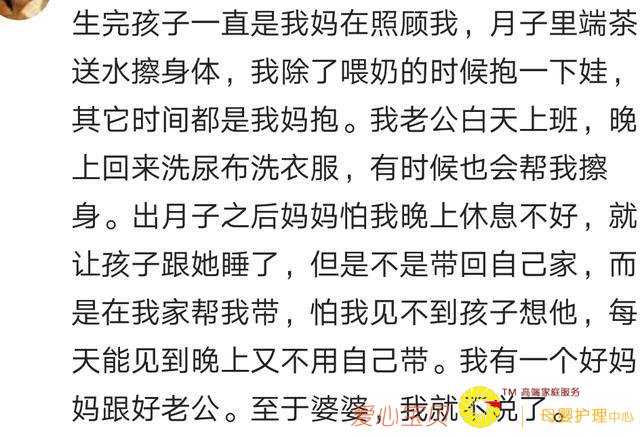 生完孩子一直是我妈在照顾我，月子里端茶
送水擦身体，我除了喂奶的时候抱一下娃，
其它时间都是我妈抱。我老公白天上班，晚
上回来洗尿布洗衣服，有时候也会帮我擦
身。出月子之后妈妈怕我晚上休息不好，就
让孩子跟她睡了，但是不是带回自己家，而
是在我家帮我带，怕我见不到孩子想他，每
天能见到晚上又不用自己带。我有一个好妈
妈跟好老公。至于婆婆，我就不说了。
TM 高端家庭服务
爱心宝贝
母婴护理中心